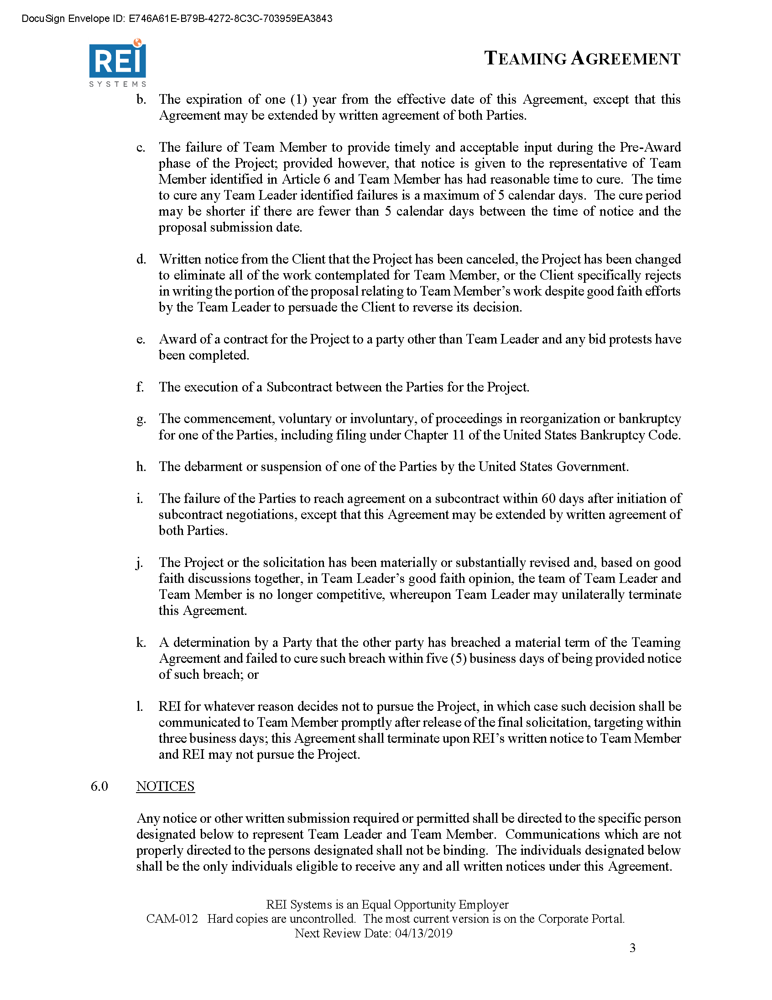 DocuSign Envelope ID: E746A61E-B79B-4272-8C3C-703959EA3843
REI
SYSTEMS
TEAMING AGREEMENT
b. The expiration of one (1) year from the effective date of this Agreement, except that this
Agreement may be extended by written agreement of both Parties.
c. The failure of Team Member to provide timely and acceptable input during the Pre-Award
phase of the Project; provided however, that notice is given to the representative of Team
Member identified in Article 6 and Team Member has had reasonable time to cure. The time
to cure any Team Leader identified failures is a maximum of 5 calendar days. The cure period
may be shorter if there are fewer than 5 calendar days between the time of notice and the
proposal submission date.
d. Written notice from the Client that the Project has been canceled, the Project has been changed
to eliminate all of the work contemplated for Team Member, or the Client specifically rejects
in writing the portion of the proposal relating to Team Member’s work despite good faith efforts
by the Team Leader to persuade the Client to reverse its decision.
e. Award of a contract for the Project to a party other than Team Leader and any bid protests have
been completed.
f. The execution of a Subcontract between the Parties for the Project.
g. The commencement, voluntary or involuntary, of proceedings in reorganization or bankruptcy
for one of the Parties, including filing under Chapter 11 of the United States Bankruptcy Code.
h. The debarment or suspension of one of the Parties by the United States Government.
i. The failure of the Parties to reach agreement on a subcontract within 60 days after initiation of
subcontract negotiations, except that this Agreement may be extended by written agreement of
both Parties.
j. The Project or the solicitation has been materially or substantially revised and, based on good
faith discussions together, in Team Leader’s good faith opinion, the team of Team Leader and
Team Member is no longer competitive, whereupon Team Leader may unilaterally terminate
this Agreement.
k. A determination by a Party that the other party has breached a material term of the Teaming
Agreement and failed to cure such breach within five (5) business days of being provided notice
of such breach; or
l. REI for whatever reason decides not to pursue the Project, in which case such decision shall be
communicated to Team Member promptly after release of the final solicitation, targeting within
three business days; this Agreement shall terminate upon REI’s written notice to Team Member
and REI may not pursue the Project.
6.0 NOTICES
Any notice or other written submission required or permitted shall be directed to the specific person
designated below to represent Team Leader and Team Member. Communications which are not
properly directed to the persons designated shall not be binding. The individuals designated below
shall be the only individuals eligible to receive any and all written notices under this Agreement.
REI Systems is an Equal Opportunity Employer
CAM-012 Hard copies are uncontrolled. The most current version is on the Corporate Portal.
Next Review Date: 04/13/2019
3